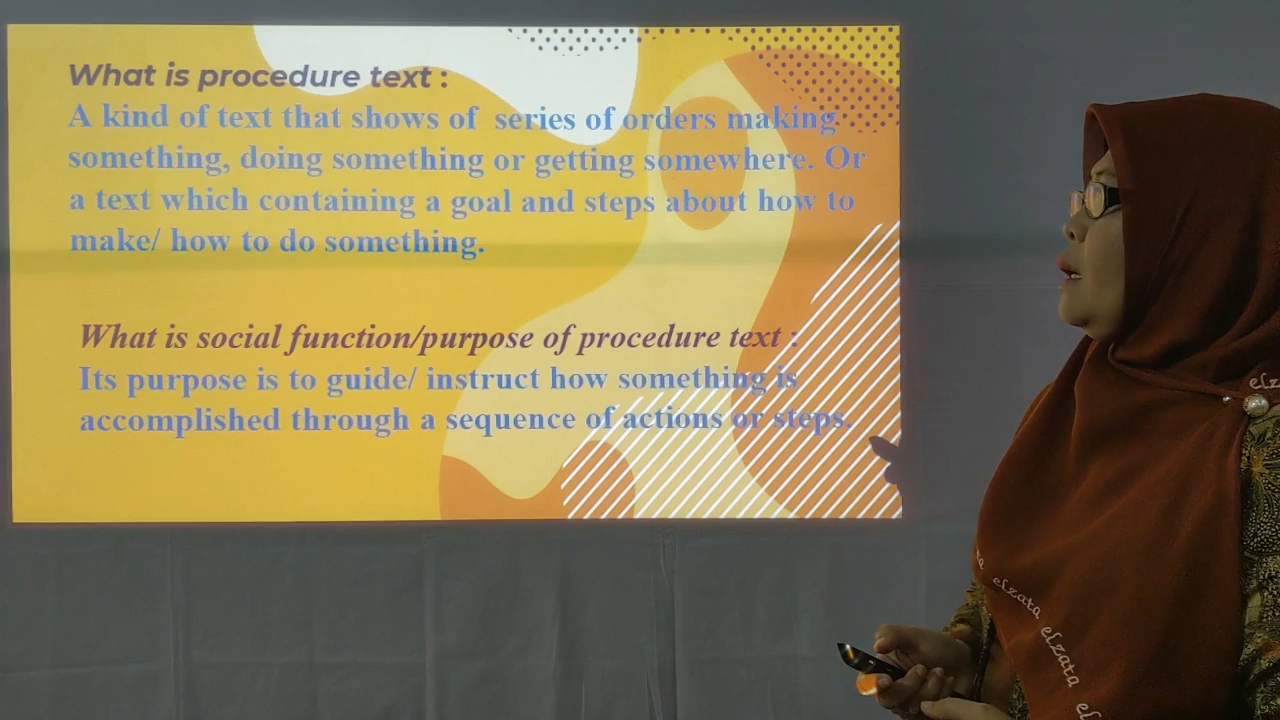 What is procedure text :
A kind of text that shows of series of orders making
something, doing something or getting somewhere. Or
a text which containing a goal and steps about how to
make/ how to do something.
What is social function/purpose of procedure text :
Its purpose is to guide/ instruct how something is
accomplished through a sequence of actions or steps.
elzata
elzata